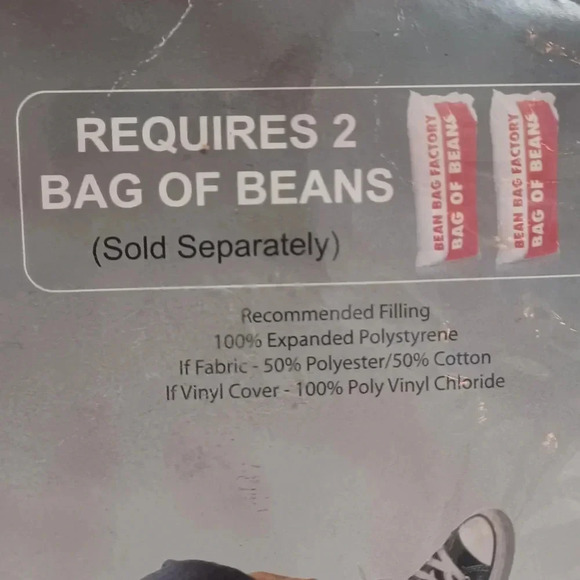 REQUIRES 2
BAG OF BEANS
(Sold Separately)
BEAN BAG FACTORY
BAG OF BEANS
BEAN BAG FACTORY
BAG OF BEANS
Recommended Filling
100% Expanded Polystyrene
If Fabric - 50% Polyester/50% Cotton
If Vinyl Cover - 100% Poly Vinyl Chloride